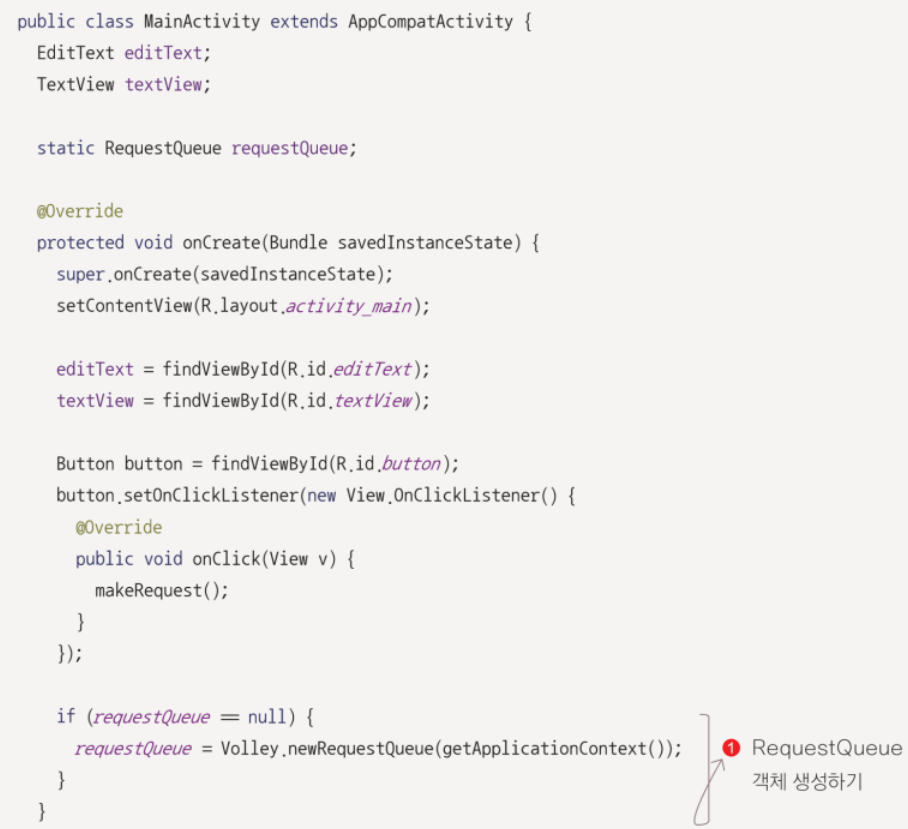 public class MainActivity extends AppCompatActivity {
  EditText editText;
  TextView textView;

  static RequestQueue requestQueue;

  @Override
  protected void onCreate(Bundle savedInstanceState) {
    super.onCreate(savedInstanceState);
    setContentView(R.layout.activity_main);

    editText = findViewById(R.id.editText);
    textView = findViewById(R.id.textView);

    Button button = findViewById(R.id.button);
    button.setOnClickListener(new View.OnClickListener() {
      @Override
      public void onClick(View v) {
        makeRequest();
      }
    });

    if (requestQueue == null) {
      requestQueue = Volley.newRequestQueue(getApplicationContext());
    }
  }
❶ RequestQueue
객체 생성하기